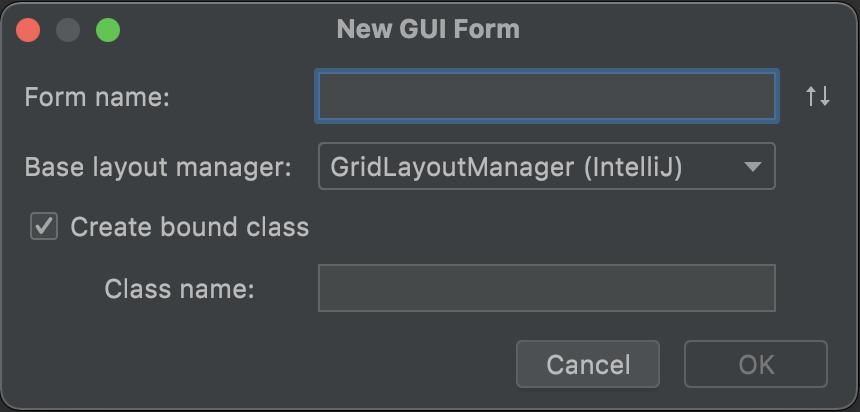 New GUI Form
Form name:
Base layout manager: GridLayoutManager (IntelliJ)
Create bound class
Class name:
Cancel OK